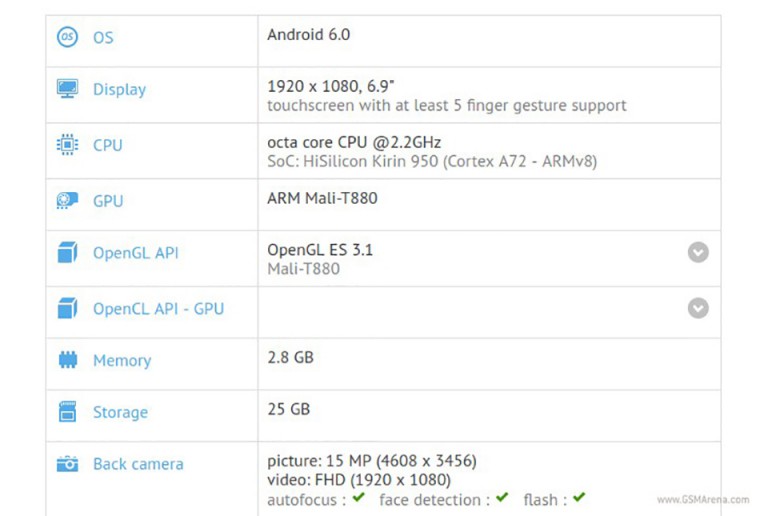 OS
Android 6.0
Display
1920 x 1080, 6.9"
touchscreen with at least 5 finger gesture support
CPU
octa core CPU @2.2GHz
SoC: HiSilicon Kirin 950 (Cortex A72 - ARMv8)
GPU
ARM Mali-T880
OpenGL API
OpenGL ES 3.1
Mali-T880
OpenCL API - GPU
Memory
2.8 GB
Storage
25 GB
Back camera
picture: 15 MP (4608 x 3456)
video: FHD (1920 x 1080)
autofocus : ✔ face detection : ✔ flash : ✔
www.GSMArena.com